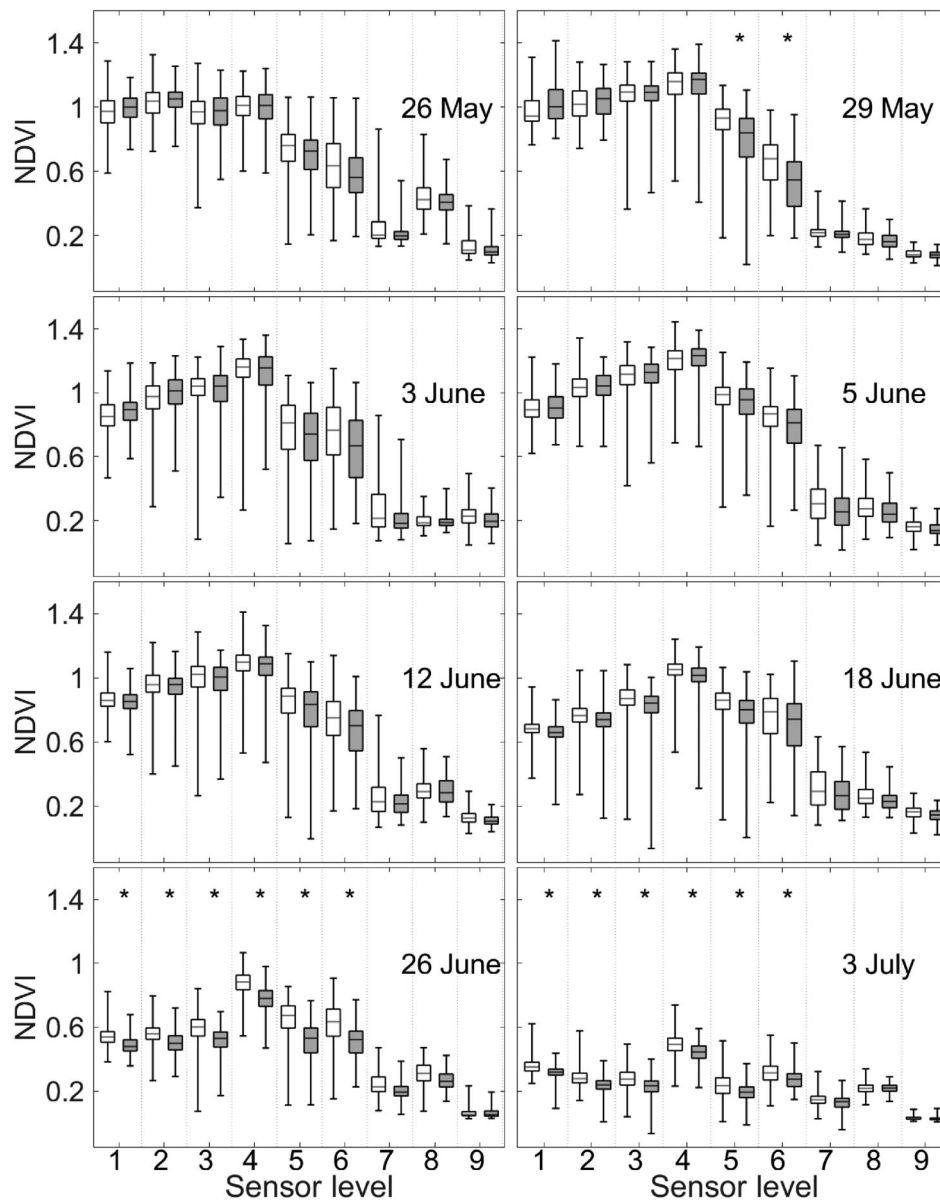 1.4
1
0.6
0.2
NDVI
26 May
* *
29 May
1.4
1
0.6
0.2
NDVI
3 June
5 June
1.4
1
0.6
0.2
NDVI
12 June
18 June
1.4
1
0.6
0.2
NDVI
* * * * * *
26 June
* * * * * *
3 July
1 2 3 4 5 6 7 8 9
1 2 3 4 5 6 7 8 9
Sensor level
Sensor level